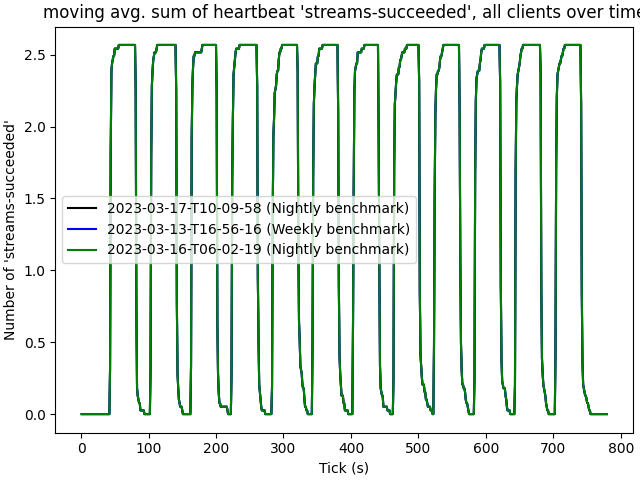 moving avg. sum of heartbeat 'streams-succeeded', all clients over time
2.5
2.0
1.5
1.0
0.5
0.0
Number of 'streams-succeeded'
2023-03-17-T10-09-58 (Nightly benchmark)
2023-03-13-T16-56-16 (Weekly benchmark)
2023-03-16-T06-02-19 (Nightly benchmark)
0 100 200 300 400 500 600 700 800
Tick (s)